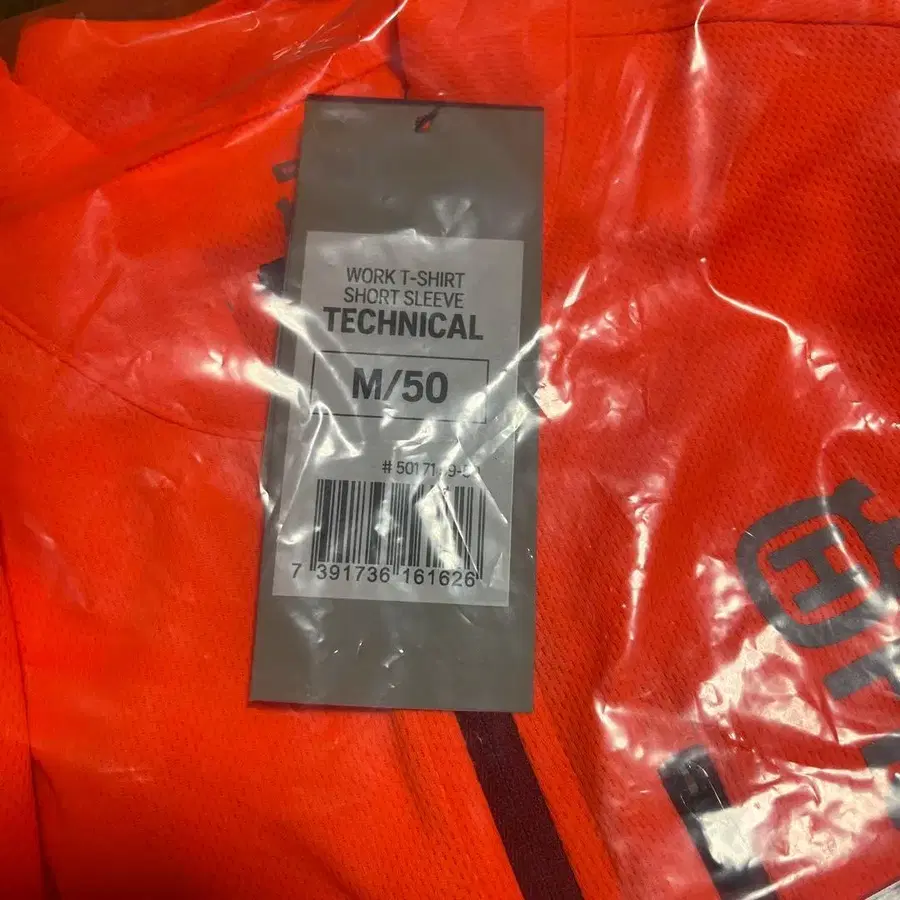 WORK T-SHIRT
SHORT SLEEVE
TECHNICAL
M/50
7 391736 161626